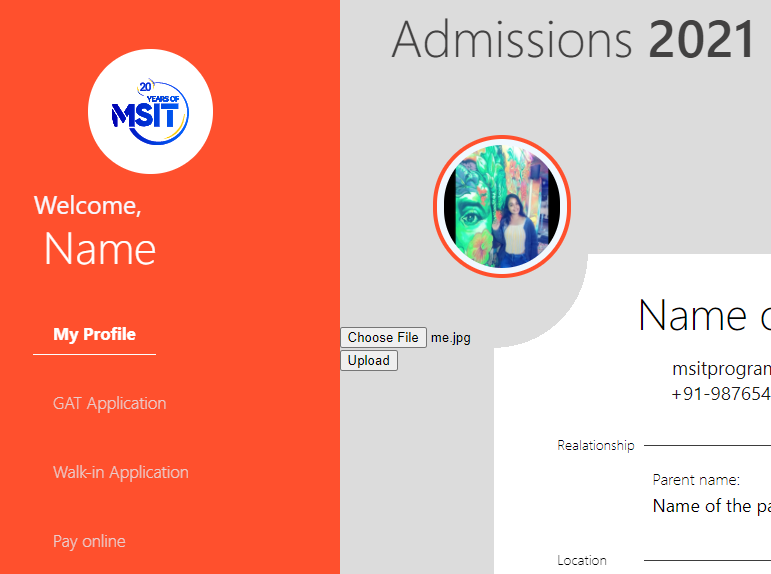 20
YEARS OF
MSIT
Welcome,
Name
My Profile
GAT Application
Walk-in Application
Pay online
Admissions 2021
Choose File me.jpg
Upload
Name
msitprogram
+91-987654
Realationship
Parent name:
Name of the
Location